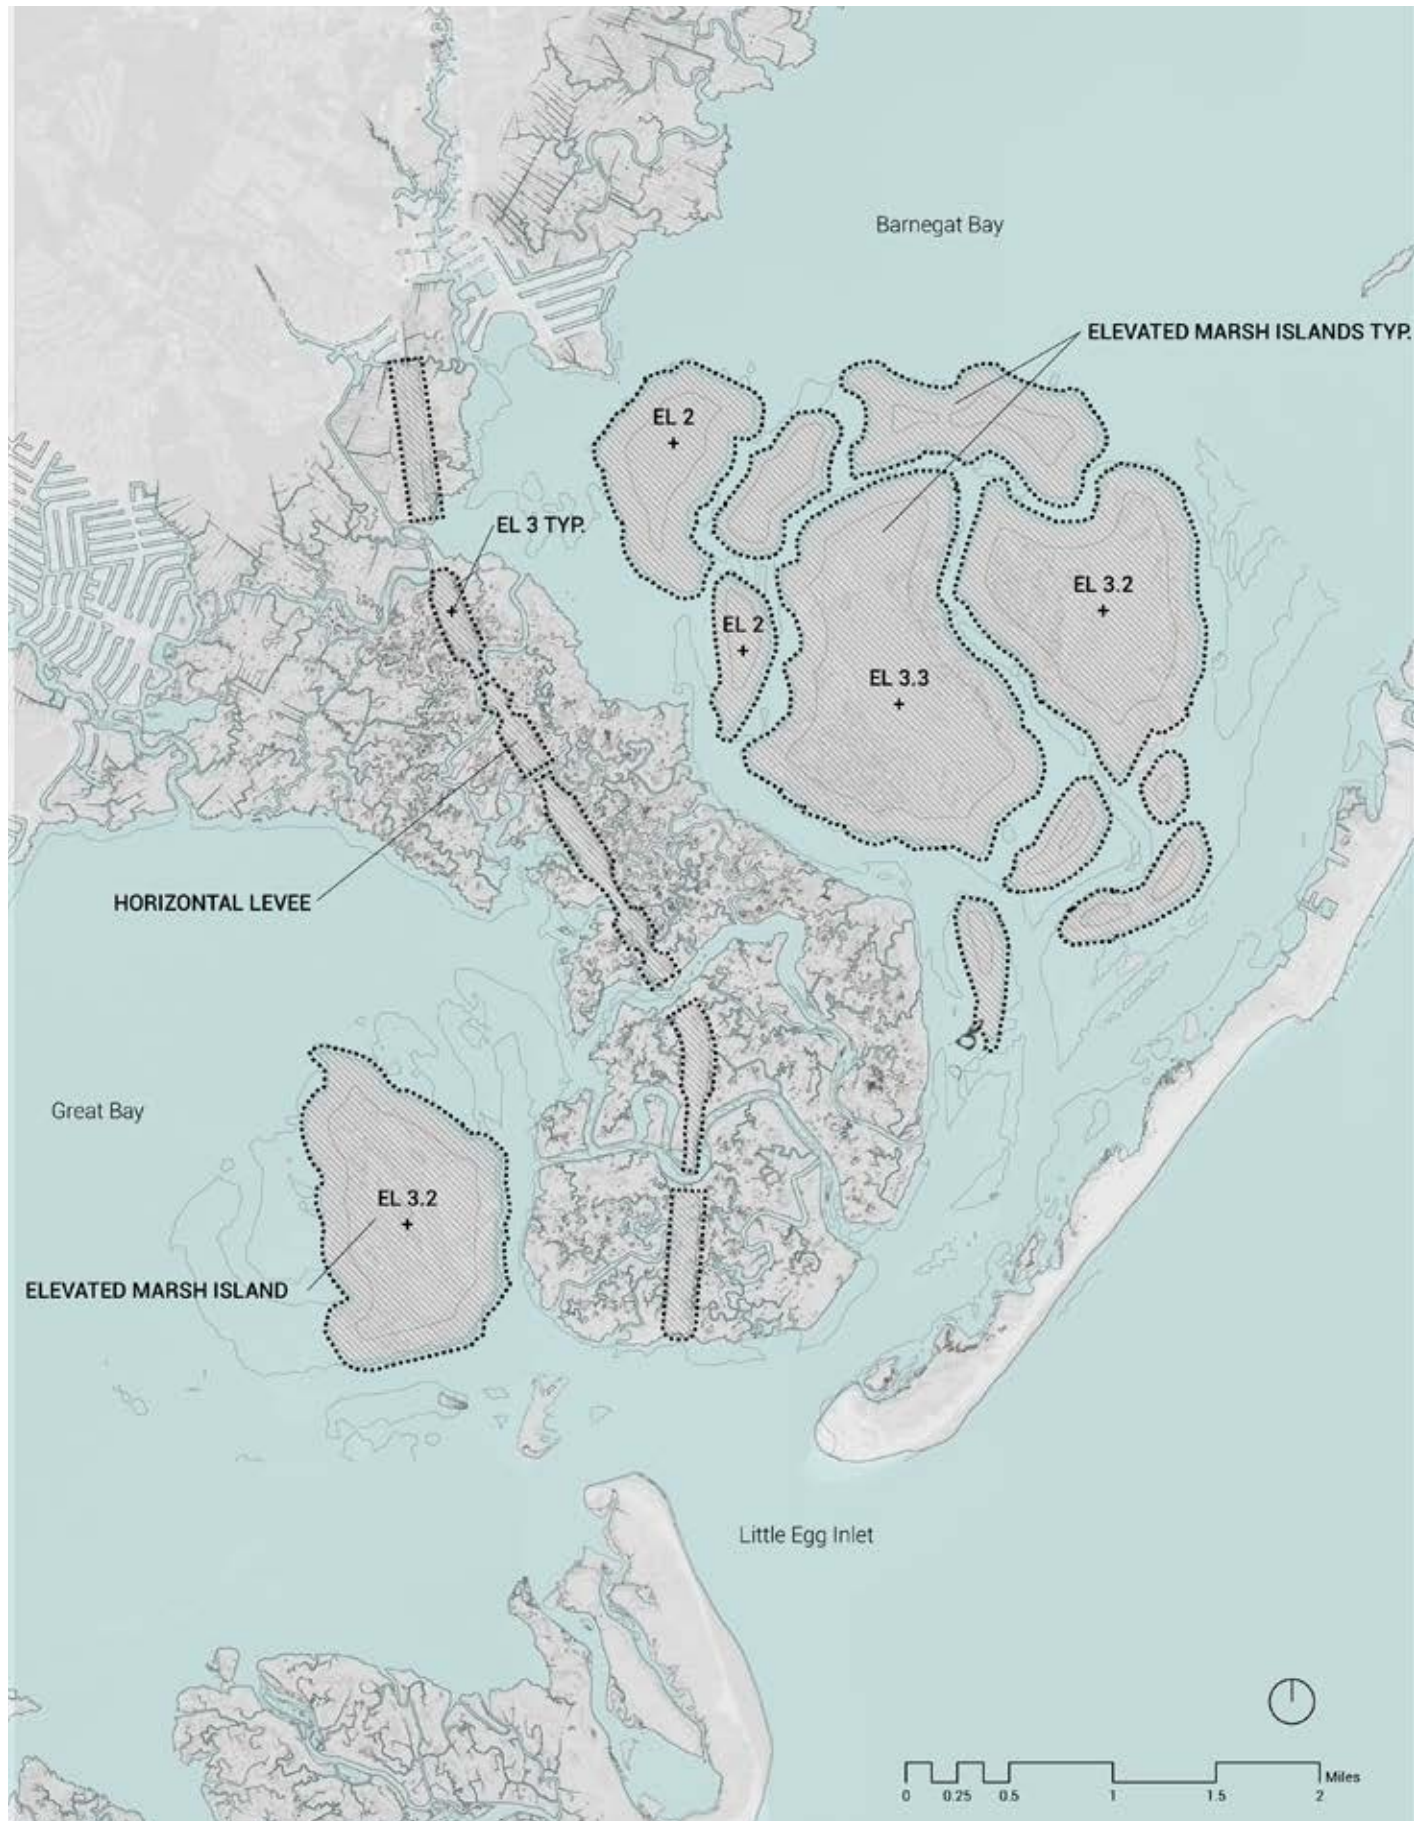 Barnegat Bay
ELEVATED MARSH ISLANDS TYP.
EL 2
EL 3 TYP.
EL 3.2
EL 2
EL 3.3
HORIZONTAL LEVEE
Great Bay
EL 3.2
ELEVATED MARSH ISLAND
Little Egg Inlet
Miles
0 0.25 0.5 1 1.5 2